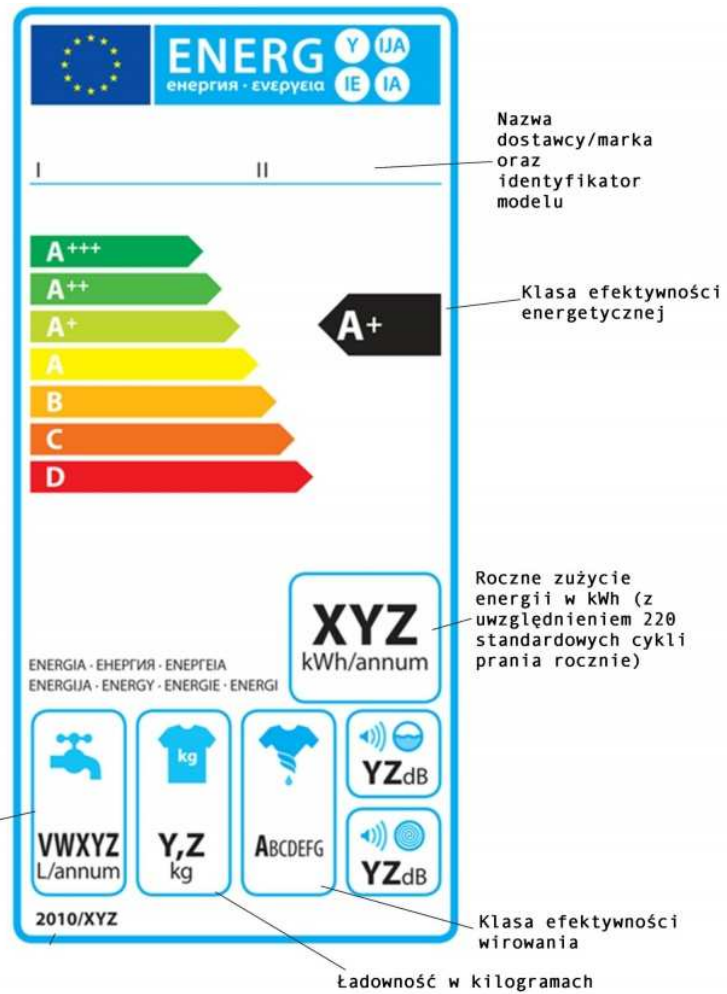 ENERG Y IJA
енергия · ενεργεια IE IA
Nazwa
dostawcy/marka
oraz
identyfikator
modelu
I II
A+++
A++
A+
A
B
C
D
A+
Klasa efektywności
energetycznej
Roczne zużycie
energii w kWh (z
uwzględnieniem 220
standardowych cykli
prania rocznie)
XYZ
kWh/annum
ENERGIA · ЕНЕРГИЯ · ΕΝΕΡΓΕΙΑ
ENERGIJA · ENERGY · ENERGIE · ENERGI
VWXYZ
L/annum
kg
Y,Z
kg
ABCDEFG
YZdB
YZdB
2010/XYZ
Klasa efektywności
wirowania
Ładowność w kilogramach